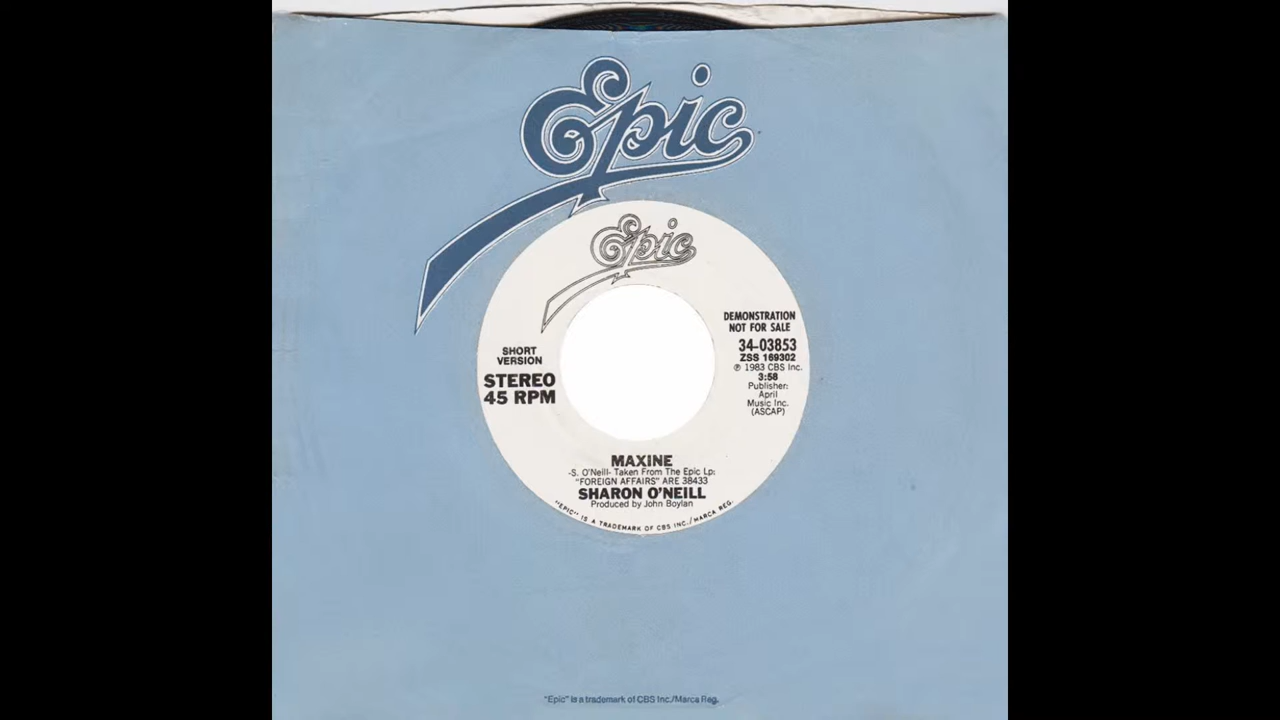 Epic
Epic
DEMONSTRATION
NOT FOR SALE
34-03853
ZSS 169302
℗ 1983 CBS Inc.
3:58
Publisher:
April
Music Inc.
(ASCAP)
SHORT
VERSION
STEREO
45 RPM
MAXINE
-S. O'Neill- Taken From The Epic Lp:
"FOREIGN AFFAIRS" ARE 38433
SHARON O'NEILL
Produced by John Boylan
"EPIC" IS A TRADEMARK OF CBS INC./MARCA REG.
"Epic" is a trademark of CBS Inc./Marca Reg.